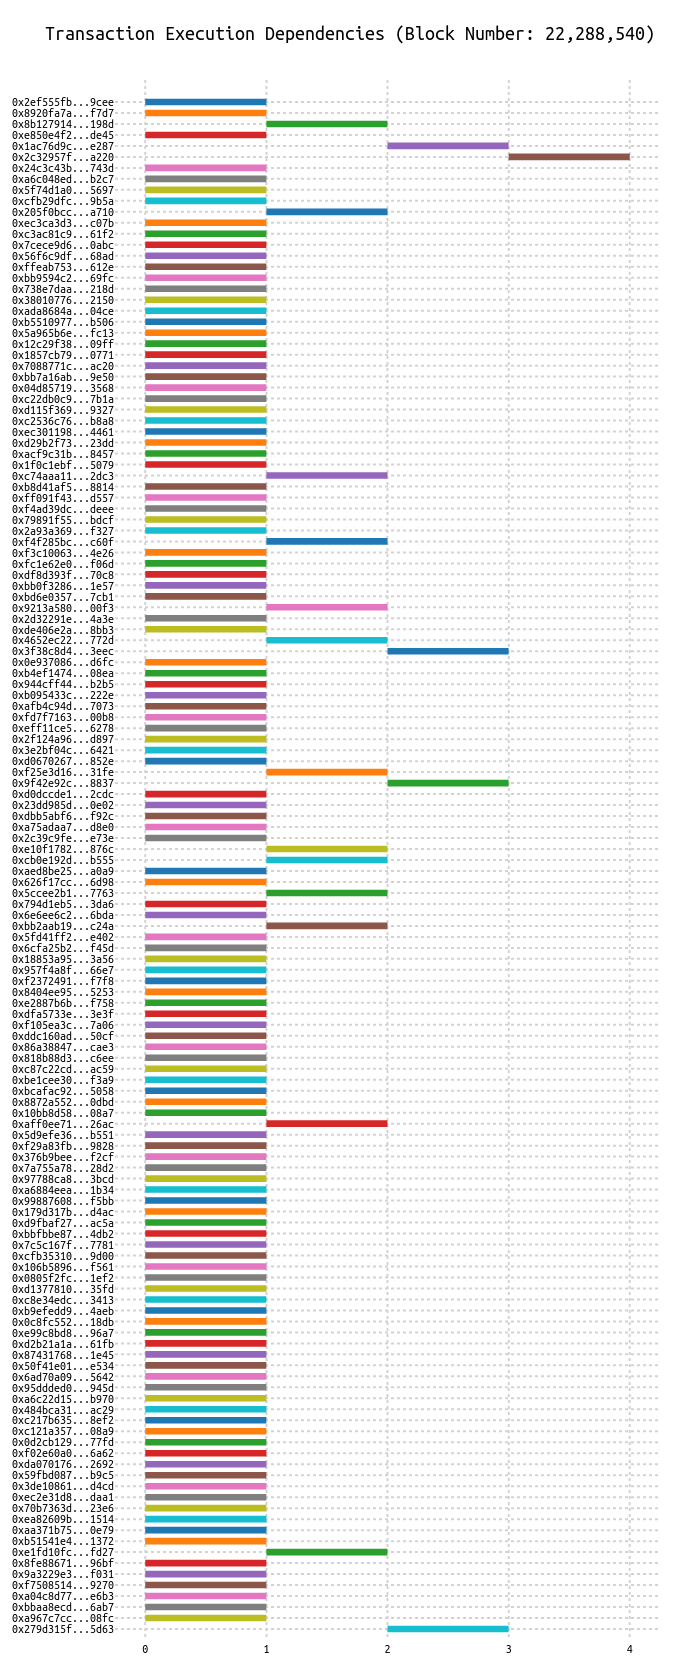 Transaction Execution Dependencies (Block Number: 22,288,540)
0x2ef555fb...9cee
0x8920fa7a...f7d7
0x8b127914...198d
0xe850e4f2...de45
0x1ac76d9c...e287
0x2c32957f...a220
0x24c3c43b...743d
0xa6c048ed...b2c7
0x5f74d1a0...5697
0xcfb29dfc...9b5a
0x205f0bcc...a710
0xec3ca3d3...c07b
0xc3ac81c9...61f2
0x7cece9d6...0abc
0x56f6c9df...68ad
0xffeab753...612e
0xbb9594c2...69fc
0x738e7daa...218d
0x38010776...2150
0xada8684a...04ce
0xb5510977...b506
0x5a965b6e...fc13
0x12c29f38...09ff
0x1857cb79...0771
0x7088771c...ac20
0xbb7a16ab...9e50
0x04d85719...3568
0xc22db0c9...7b1a
0xd115f369...9327
0xc2536c76...b8a8
0xec301198...4461
0xd29b2f73...23dd
0xacf9c31b...8457
0x1f0c1ebf...5079
0xc74aaa11...2dc3
0xb8d41af5...8814
0xff091f43...d557
0xf4ad39dc...deee
0x79891f55...bdcf
0x2a93a369...f327
0xf4f285bc...c60f
0xf3c10063...4e26
0xfc1e62e0...f06d
0xdf8d393f...70c8
0xbb0f3286...1e57
0xbd6e0357...7cb1
0x9213a580...00f3
0x2d32291e...4a3e
0xde406e2a...8bb3
0x4652ec22...772d
0x3f38c8d4...3eec
0x0e937086...d6fc
0xb4ef1474...08ea
0x944cff44...b2b5
0xb095433c...222e
0xafb4c94d...7073
0xfd7f7163...00b8
0xeff11ce5...6278
0x2f124a96...d897
0x3e2bf04c...6421
0xd0670267...852e
0xf25e3d16...31fe
0x9f42e92c...8837
0xd0dccde1...2cdc
0x23dd985d...0e02
0xdbb5abf6...f92c
0xa75adaa7...d8e0
0x2c39c9fe...e73e
0xe10f1782...876c
0xcb0e192d...b555
0xaed8be25...a0a9
0x626f17cc...6d98
0x5ccee2b1...7763
0x794d1eb5...3da6
0x6e6ee6c2...6bda
0xbb2aab19...c24a
0x5fd41ff2...e402
0x6cfa25b2...f45d
0x18853a95...3a56
0x957f4a8f...66e7
0xf2372491...f7f8
0x8404ee95...5253
0xe2887b6b...f758
0xdfa5733e...3e3f
0xf105ea3c...7a06
0xddc160ad...50cf
0x86a38847...cae3
0x818b88d3...c6ee
0xc87c22cd...ac59
0xbe1cee30...f3a9
0xbcafac92...5058
0x8872a552...0dbd
0x10bb8d58...08a7
0xaff0ee71...26ac
0x5d9efe36...b551
0xf29a83fb...9828
0x376b9bee...f2cf
0x7a755a78...28d2
0x97788ca8...3bcd
0xa6884eea...1b34
0x99887608...f5bb
0x179d317b...d4ac
0xd9fbaf27...ac5a
0xbbfbbe87...4db2
0x7c5c167f...7781
0xcfb35310...9d00
0x106b5896...f561
0x0805f2fc...1ef2
0xd1377810...35fd
0xc8e34edc...3413
0xb9efedd9...4aeb
0x0c8fc552...18db
0xe99c8bd8...96a7
0xd2b21a1a...61fb
0x87431768...1e45
0x50f41e01...e534
0x6ad70a09...5642
0x95ddded0...945d
0xa6c22d15...b970
0x484bca31...ac29
0xc217b635...8ef2
0xc121a357...08a9
0x0d2cb129...77fd
0xf02e60a0...6a62
0xda070176...2692
0x59fbd087...b9c5
0x3de10861...d4cd
0xec2e31d8...daa1
0x70b7363d...23e6
0xea82609b...1514
0xaa371b75...0e79
0xb51541e4...1372
0xe1fd10fc...fd27
0x8fe88671...96bf
0x9a3229e3...f031
0xf7508514...9270
0xa04c8d77...e6b3
0xbbaa8ecd...6ab7
0xa967c7cc...08fc
0x279d315f...5d63
0 1 2 3 4